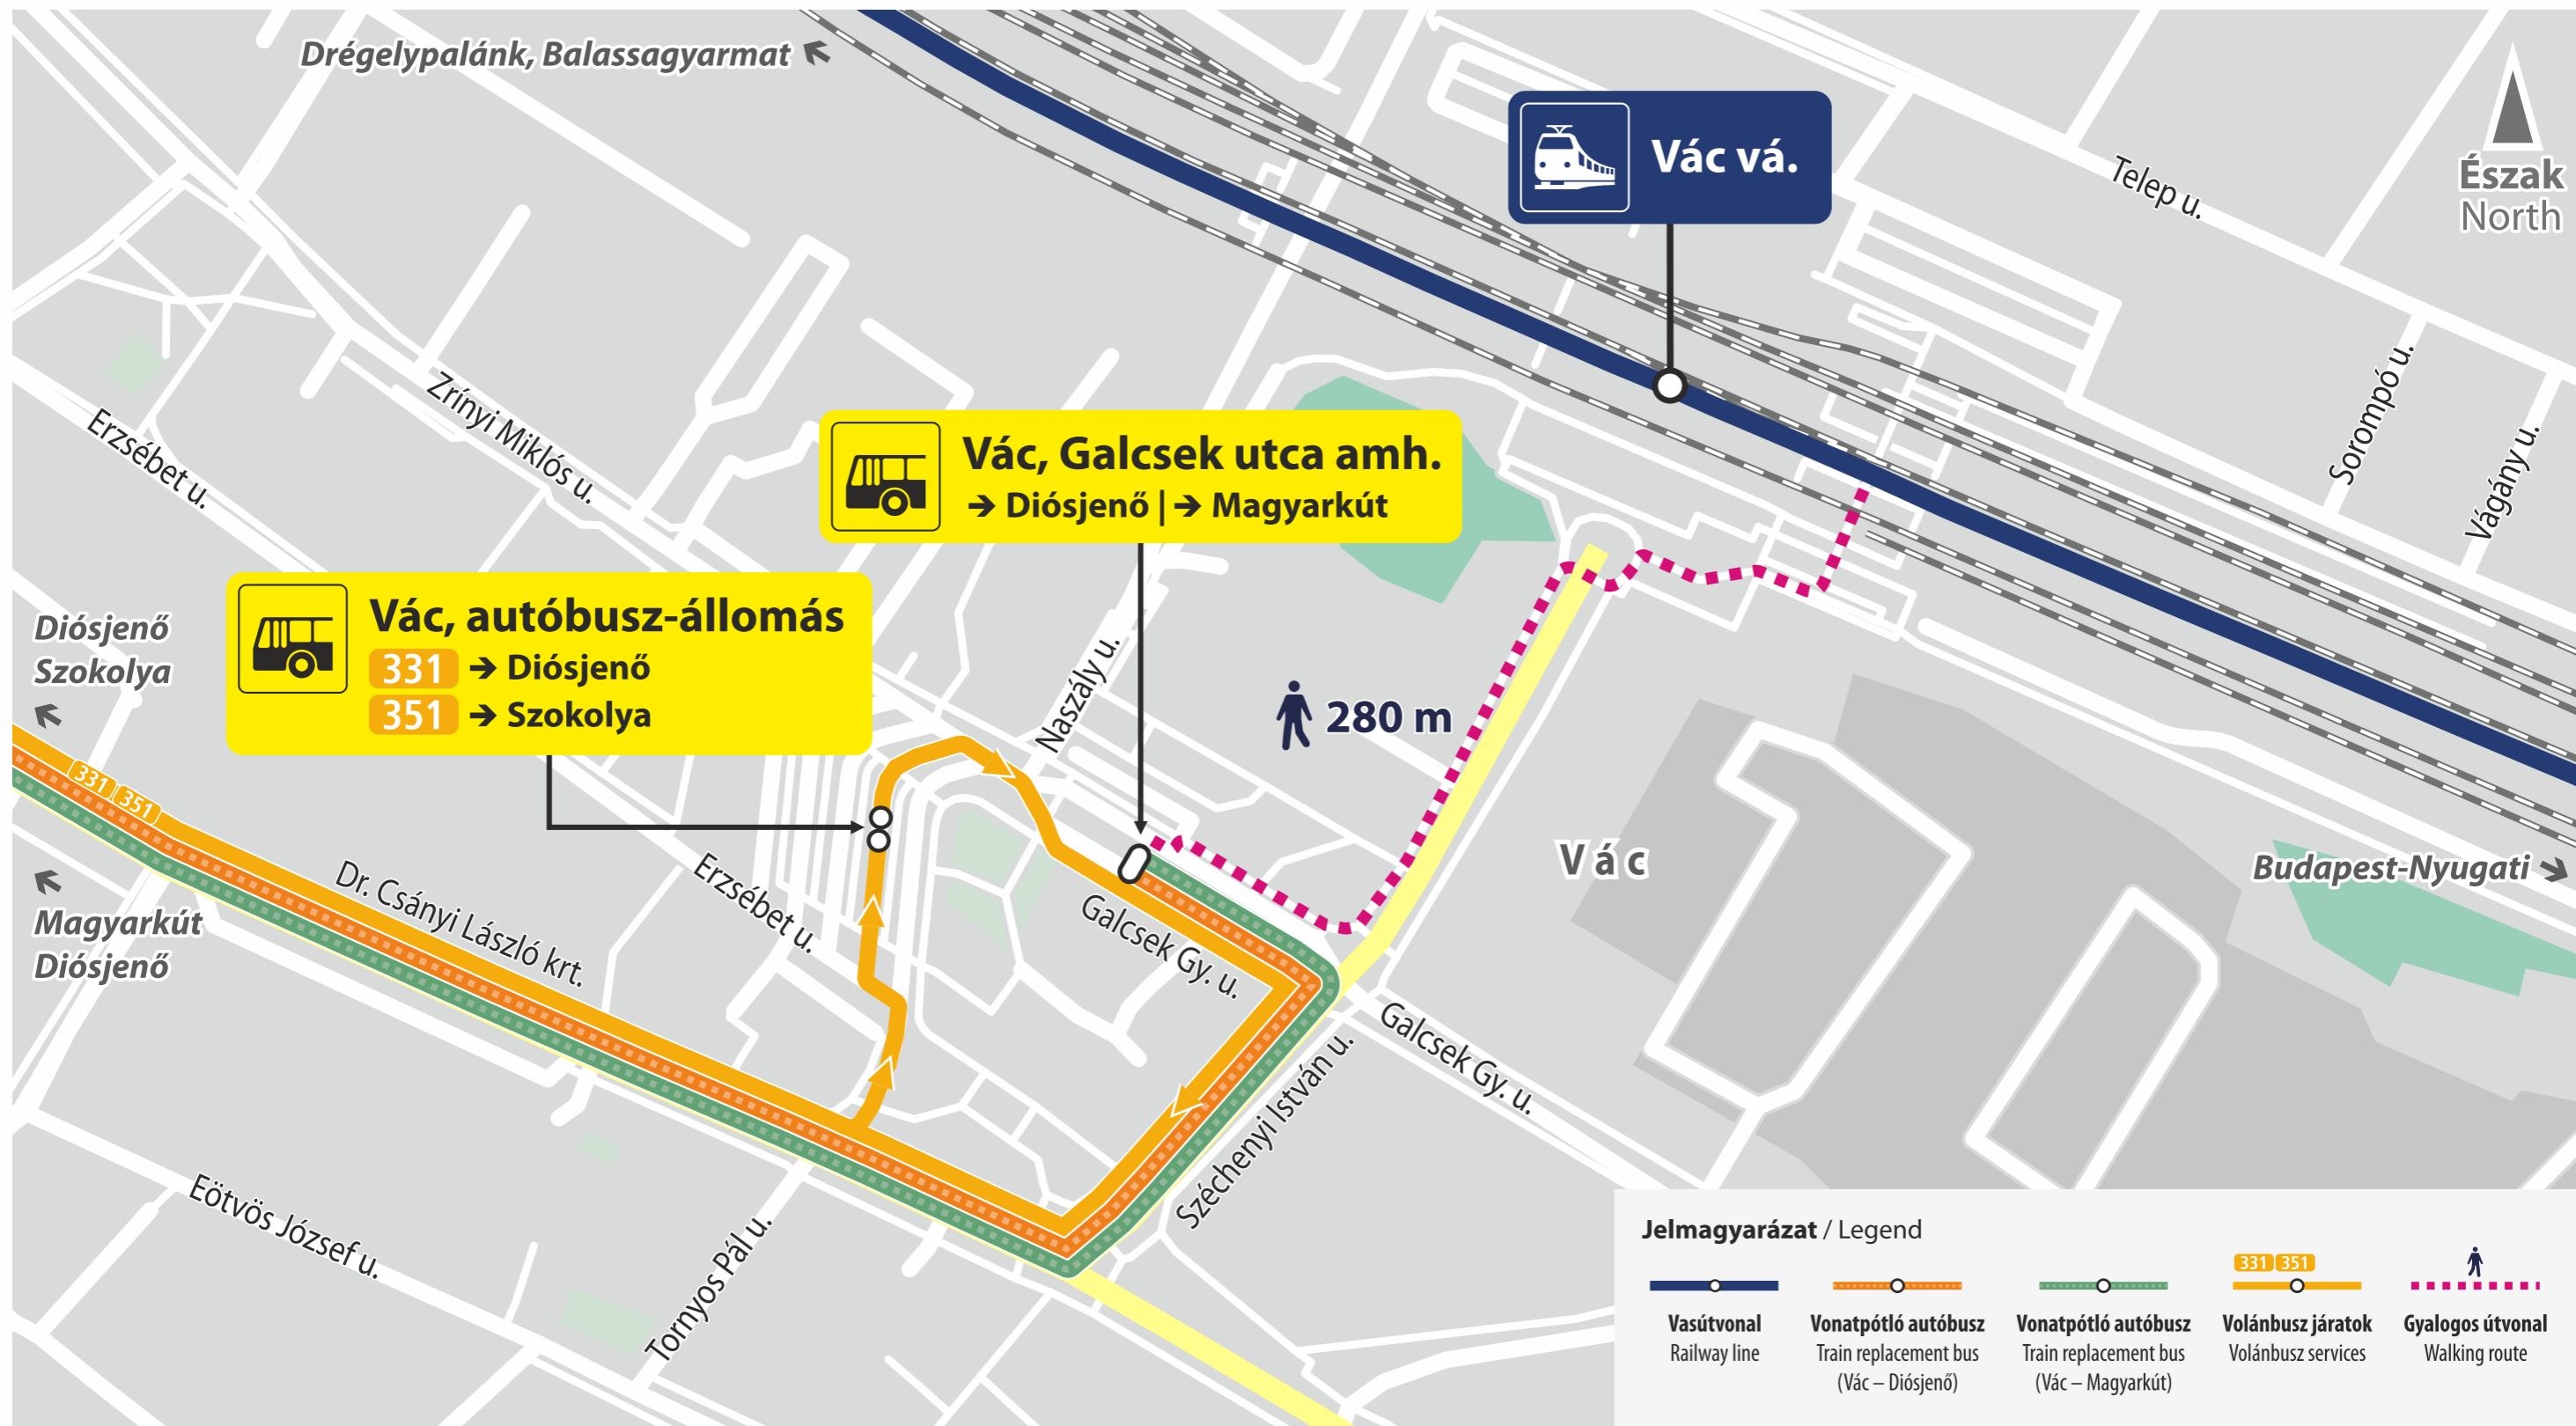 Drégelypalánk, Balassagyarmat
Vác vá.
Észak
North
Telep u.
Sorompó u.
Vágány u.
Zrínyi Miklós u.
Erzsébet u.
Vác, Galcsek utca amh.
➔ Diósjenő | ➔ Magyarkút
Vác, autóbusz-állomás
331 ➔ Diósjenő
351 ➔ Szokolya
Diósjenő
Szokolya
Naszály u.
280 m
331 351
Vác
Budapest-Nyugati
Magyarkút
Diósjenő
Dr. Csányi László krt.
Erzsébet u.
Galcsek Gy. u.
Galcsek Gy. u.
Széchenyi István u.
Eötvös József u.
Tornyos Pál u.
Jelmagyarázat / Legend
331 351
Vasútvonal
Railway line
Vonatpótló autóbusz
Train replacement bus
(Vác – Diósjenő)
Vonatpótló autóbusz
Train replacement bus
(Vác – Magyarkút)
Volánbusz járatok
Volánbusz services
Gyalogos útvonal
Walking route